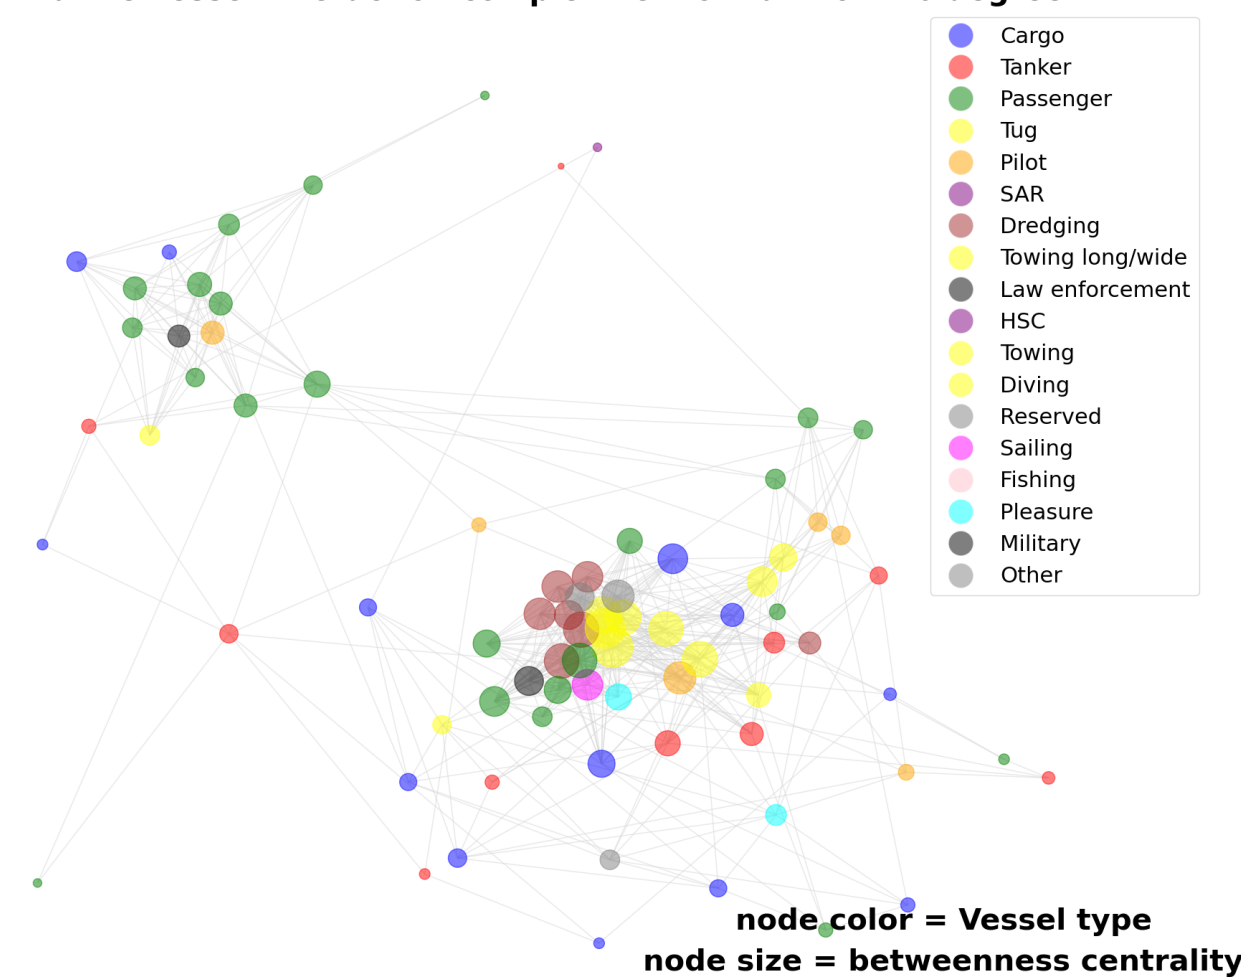 Cargo
Tanker
Passenger
Tug
Pilot
SAR
Dredging
Towing long/wide
Law enforcement
HSC
Towing
Diving
Reserved
Sailing
Fishing
Pleasure
Military
Other
node color = Vessel type
node size = betweenness centrality